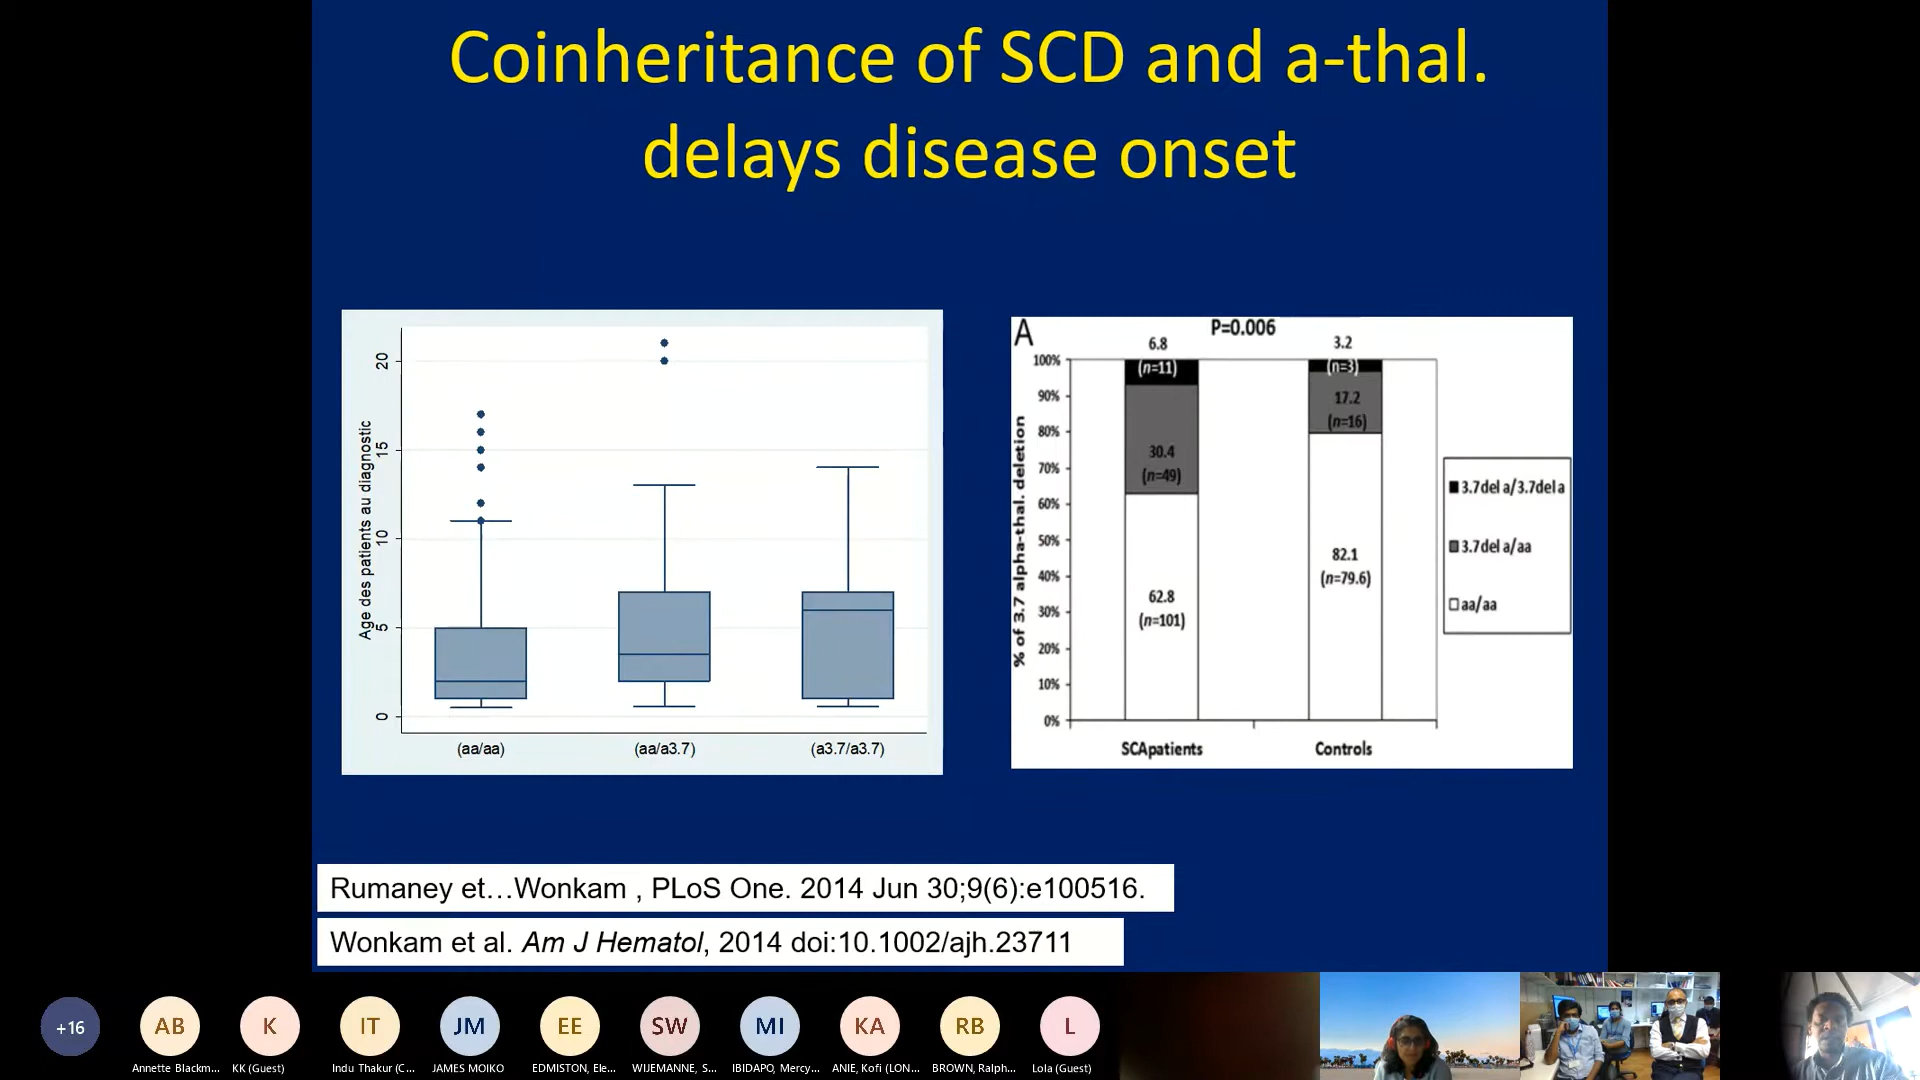 Coinheritance of SCD and a-thal.
delays disease onset
Age des patients au diagnostic
20
15
10
5
0
(aa/aa)
(aa/a3.7)
(a3.7/a3.7)
A
P=0.006
6.8
(n=11)
3.2
(n=3)
% of 3.7 alpha-thal. deletion
100%
90%
80%
70%
60%
50%
40%
30%
20%
10%
0%
30.4
(n=49)
62.8
(n=101)
17.2
(n=16)
82.1
(n=79.6)
SCApatients
Controls
3.7del a/3.7del a
3.7del a/aa
aa/aa
Rumaney et…Wonkam , PLoS One. 2014 Jun 30;9(6):e100516.
Wonkam et al. Am J Hematol, 2014 doi:10.1002/ajh.23711
+16
AB
K
IT
JM
EE
SW
MI
KA
RB
L
Annette Blackm...
KK (Guest)
Indu Thakur (C...
JAMES MOIKO
EDMISTON, Ele...
WIJEMANNE, S...
IBIDAPO, Mercy...
ANIE, Kofi (LON...
BROWN, Ralph...
Lola (Guest)